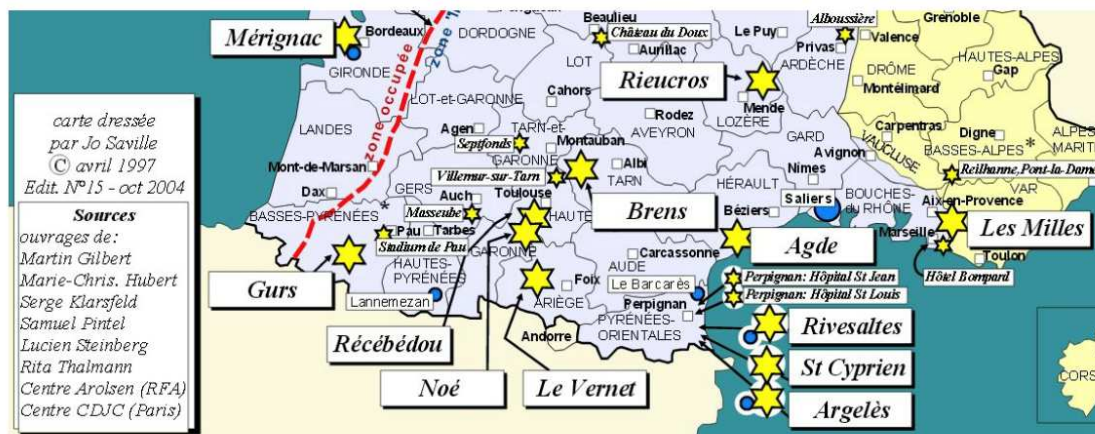 Beaulieu
Grenoble
Alboussière
Mérignac
Bordeaux
DORDOGNE
Château du Doux
Le Puy
Valence
zone
GIRONDE
LOT
Aurillac
Privas
HAUTES-ALPES
Rieucros
ARDÈCHE
DRÔME
Gap
zone occupée
LOT-et-GARONNE
Cahors
Montélimard
carte dressée
par Jo Saville
© avril 1997
Edit. N°15 - oct 2004
LANDES
Rodez
Mende
LOZÈRE
Agen
TARN-et-
GARONNE
AVEYRON
GARD
Carpentras
Digne
ALPES
MARITI
Septfonds
Montauban
VAUCLUSE
BASSES-ALPES*
Mont-de-Marsan
Albi
Nimes
Avignon
Villemur-sur-Tarn
TARN
Reilhanne, Pont-la-Dame
Dax
GERS
Auch
Toulouse
HÉRAULT
BOUCHES-
du RHÔNE
VAR
Sources
BASSES-PYRÉNÉES*
Masseube
HAUTE
GARONNE
Brens
Béziers
Saliers
Aix-en-Provence
Les Milles
ouvrages de:
Martin Gilbert
Marie-Chris. Hubert
Serge Klarsfeld
Samuel Pintel
Lucien Steinberg
Rita Thalmann
Centre Arolsen (RFA)
Centre CDJC (Paris)
Pau
Tarbes
Stadium de Pau
Agde
Marseille
Toulon
Carcassonne
Hôtel Bompard
HAUTES-
PYRÉNÉES
Foix
AUDE
Gurs
Lannemezan
ARIÈGE
Le Barcarès
Perpignan: Hôpital St Jean
Perpignan: Hôpital St Louis
Perpignan
PYRÉNÉES-
ORIENTALES
Andorre
Récébédou
Rivesaltes
Noé
Le Vernet
St Cyprien
CORS
Argelès